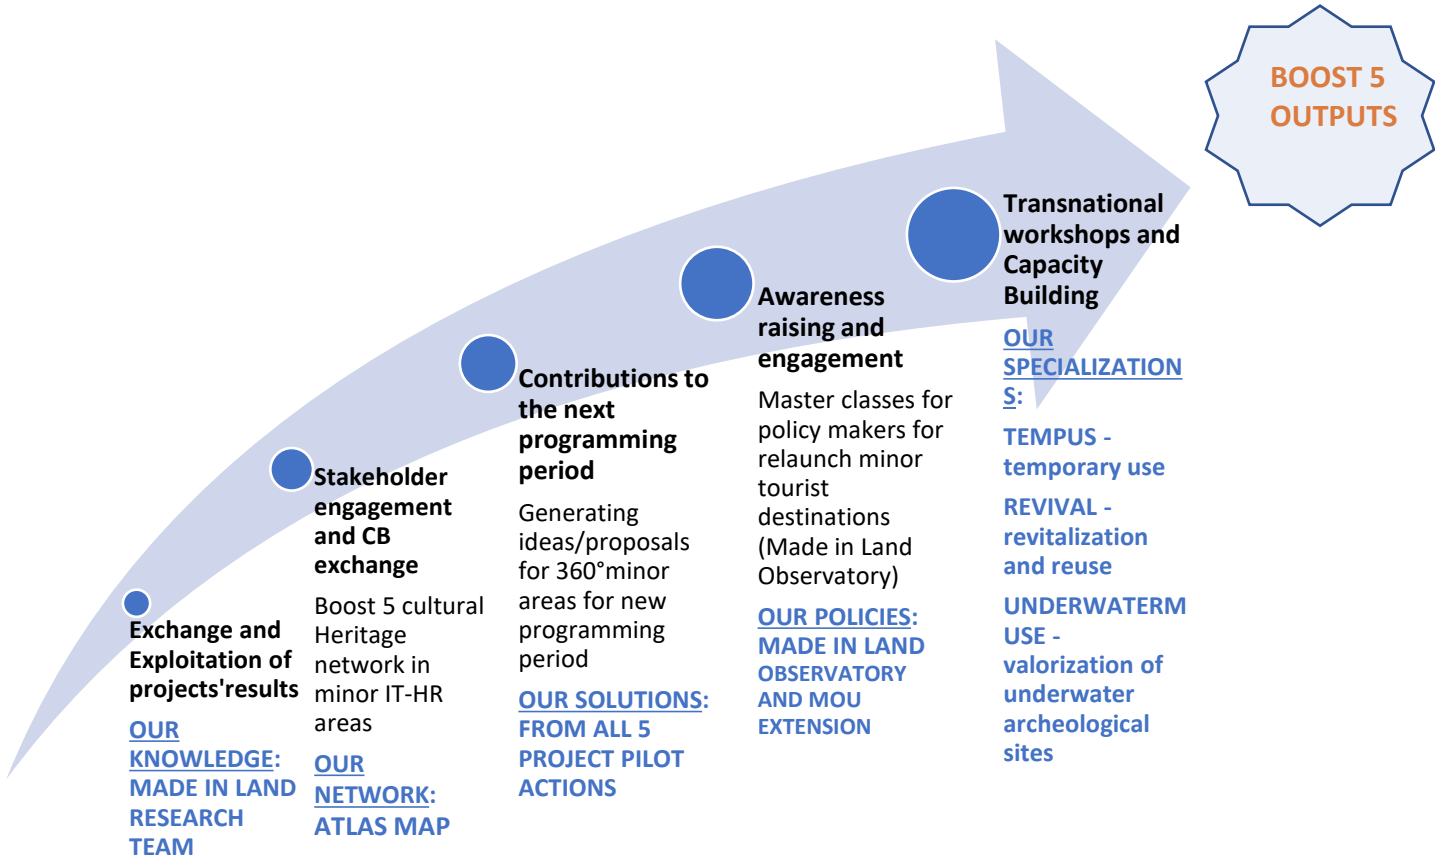 BOOST 5
OUTPUTS
Exchange and
Exploitation of
projects'results
OUR
KNOWLEDGE:
MADE IN LAND
RESEARCH
TEAM
Stakeholder
engagement
and CB
exchange
Boost 5 cultural
Heritage
network in
minor IT-HR
areas
OUR
NETWORK:
ATLAS MAP
Contributions to
the next
programming
period
Generating
ideas/proposals
for 360°minor
areas for new
programming
period
OUR SOLUTIONS:
FROM ALL 5
PROJECT PILOT
ACTIONS
Awareness
raising and
engagement
Master classes for
policy makers for
relaunch minor
tourist
destinations
(Made in Land
Observatory)
OUR POLICIES:
MADE IN LAND
OBSERVATORY
AND MOU
EXTENSION
Transnational
workshops and
Capacity
Building
OUR
SPECIALIZATION
S:
TEMPUS -
temporary use
REVIVAL -
revitalization
and reuse
UNDERWATERM
USE -
valorization of
underwater
archeological
sites